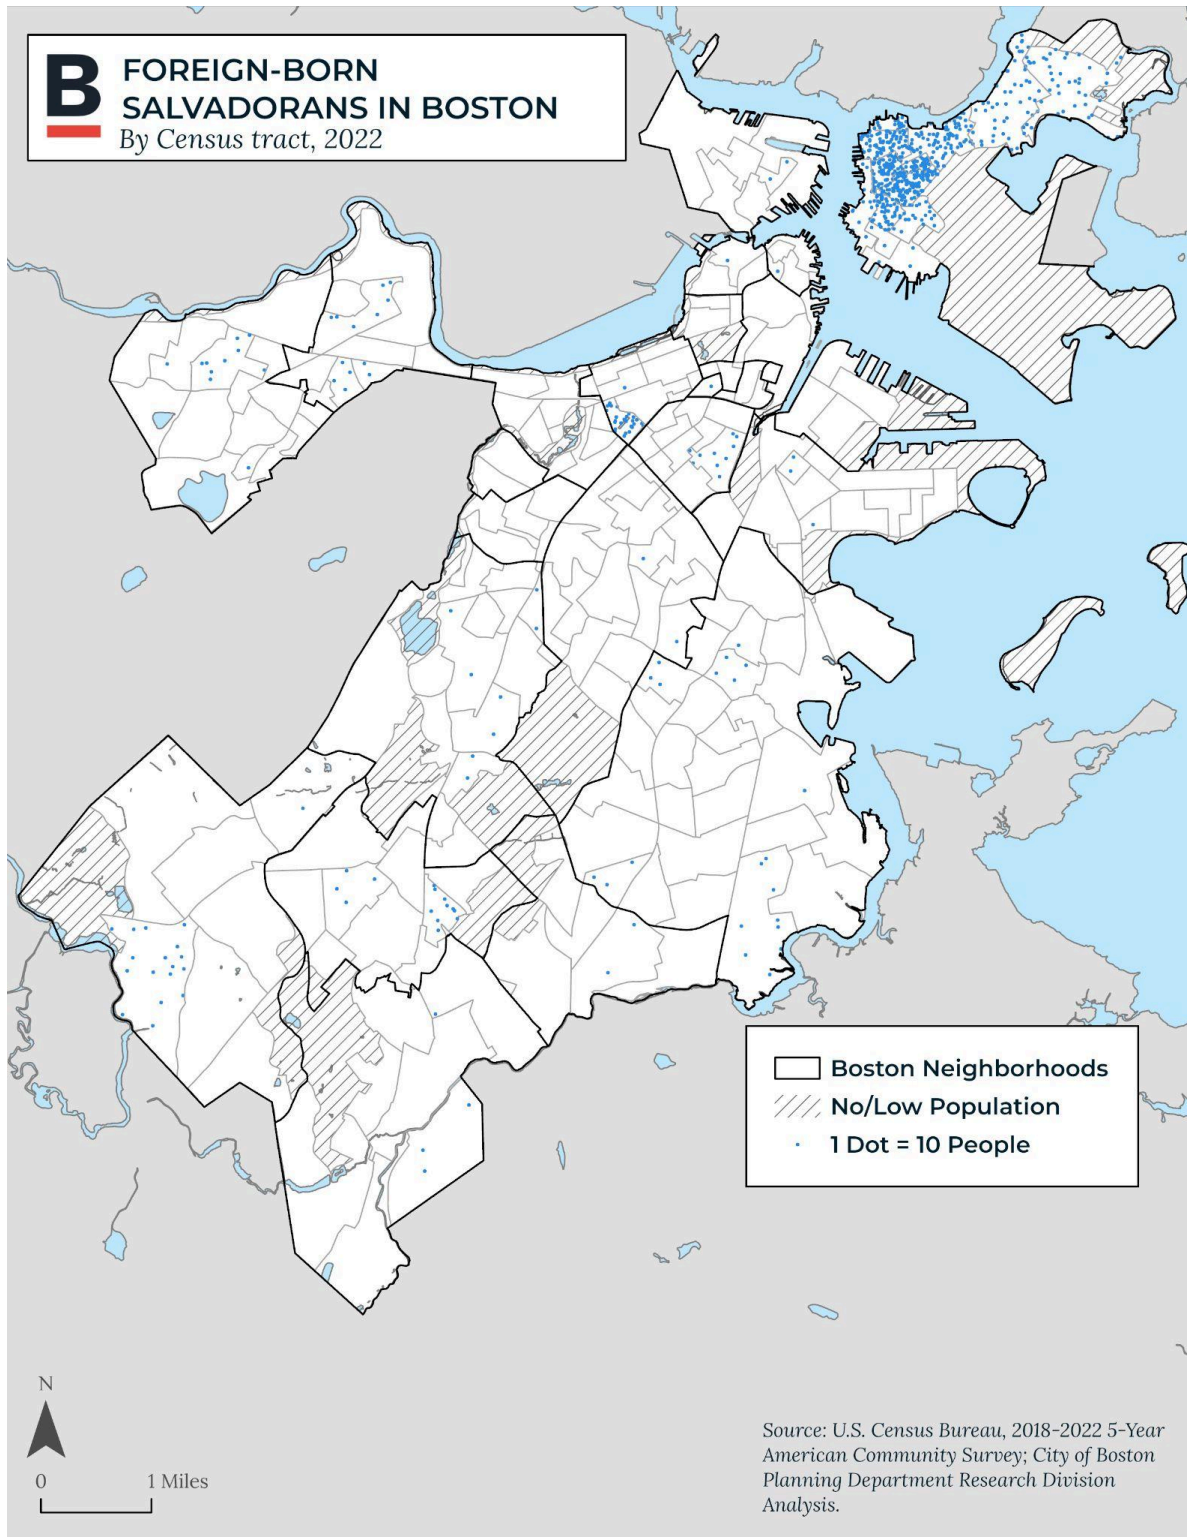 B
FOREIGN-BORN
SALVADORANS IN BOSTON
By Census tract, 2022
Boston Neighborhoods
No/Low Population
1 Dot = 10 People
N
0 1 Miles
Source: U.S. Census Bureau, 2018-2022 5-Year
American Community Survey; City of Boston
Planning Department Research Division
Analysis.